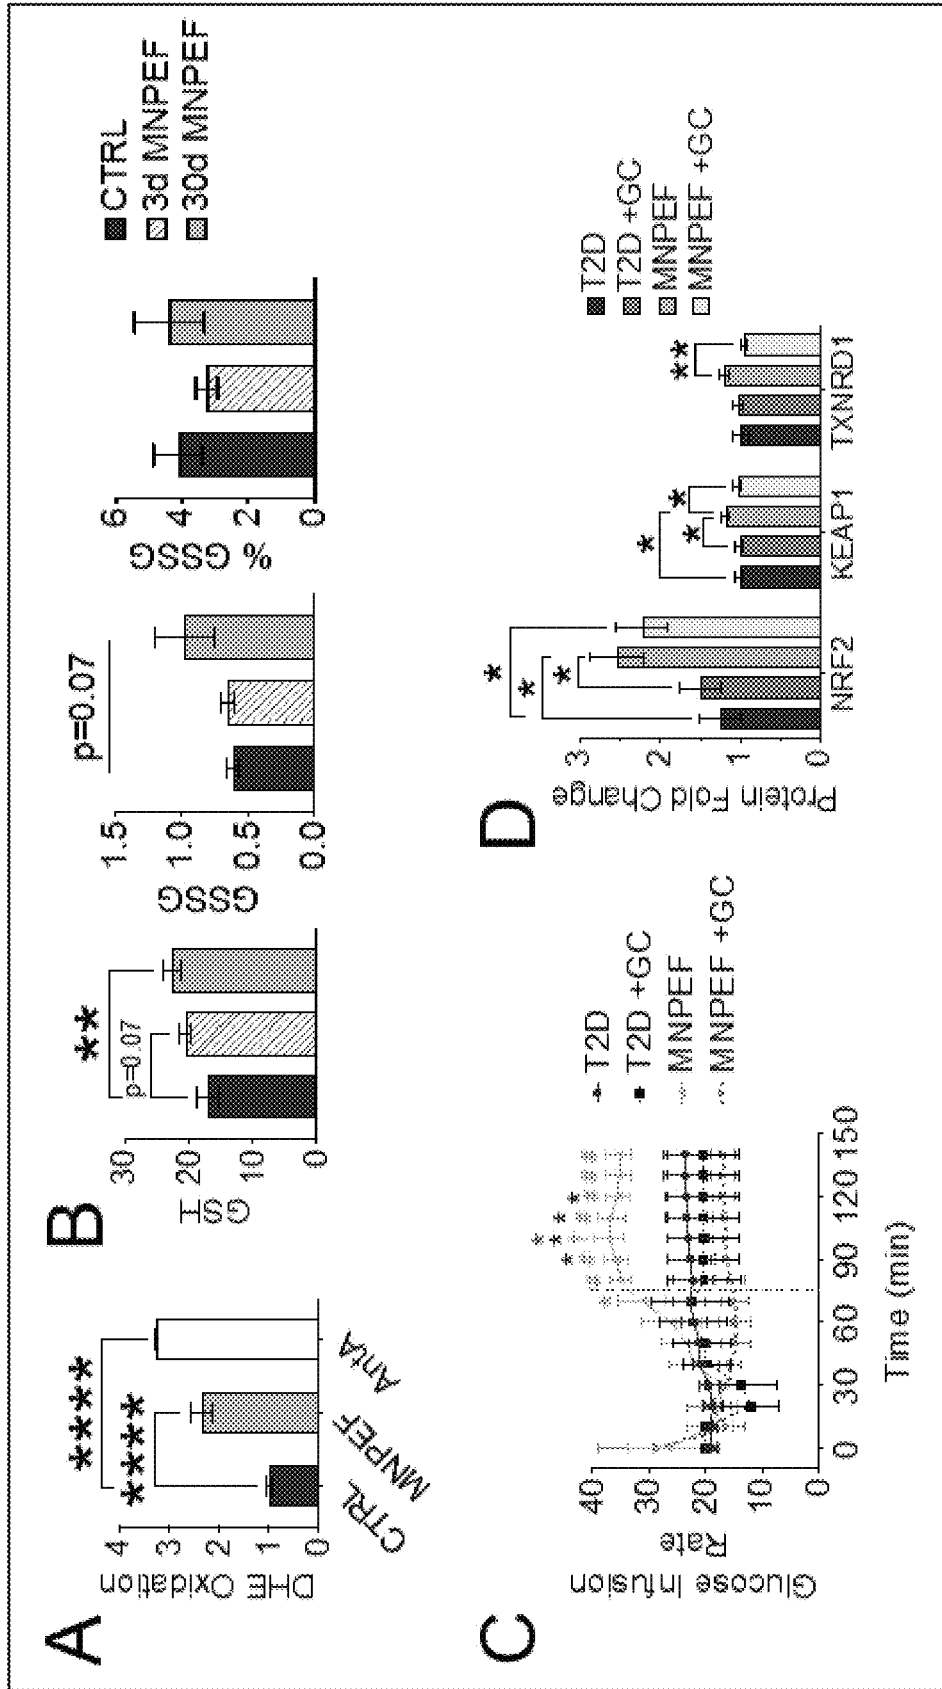 A
DHE Oxidation
4
3
2
1
0
****
****
CTRL
MNPEF
AntA
B
GSH
30
20
10
0
**
p=0.07
GSSG
1.5
1.0
0.5
0.0
p=0.07
% GSSG
6
4
2
0
CTRL
3d MNPEF
30d MNPEF
C
Glucose Infusion
Rate
40
30
20
10
0
0 30 60 90 120 150
Time (min)
*
**
*
*
T2D
T2D +GC
MNPEF
MNPEF +GC
D
Protein Fold Change
3
2
1
0
*
*
*
*
*
*
**
NRF2
KEAP1
TXNRD1
T2D
T2D +GC
MNPEF
MNPEF +GC